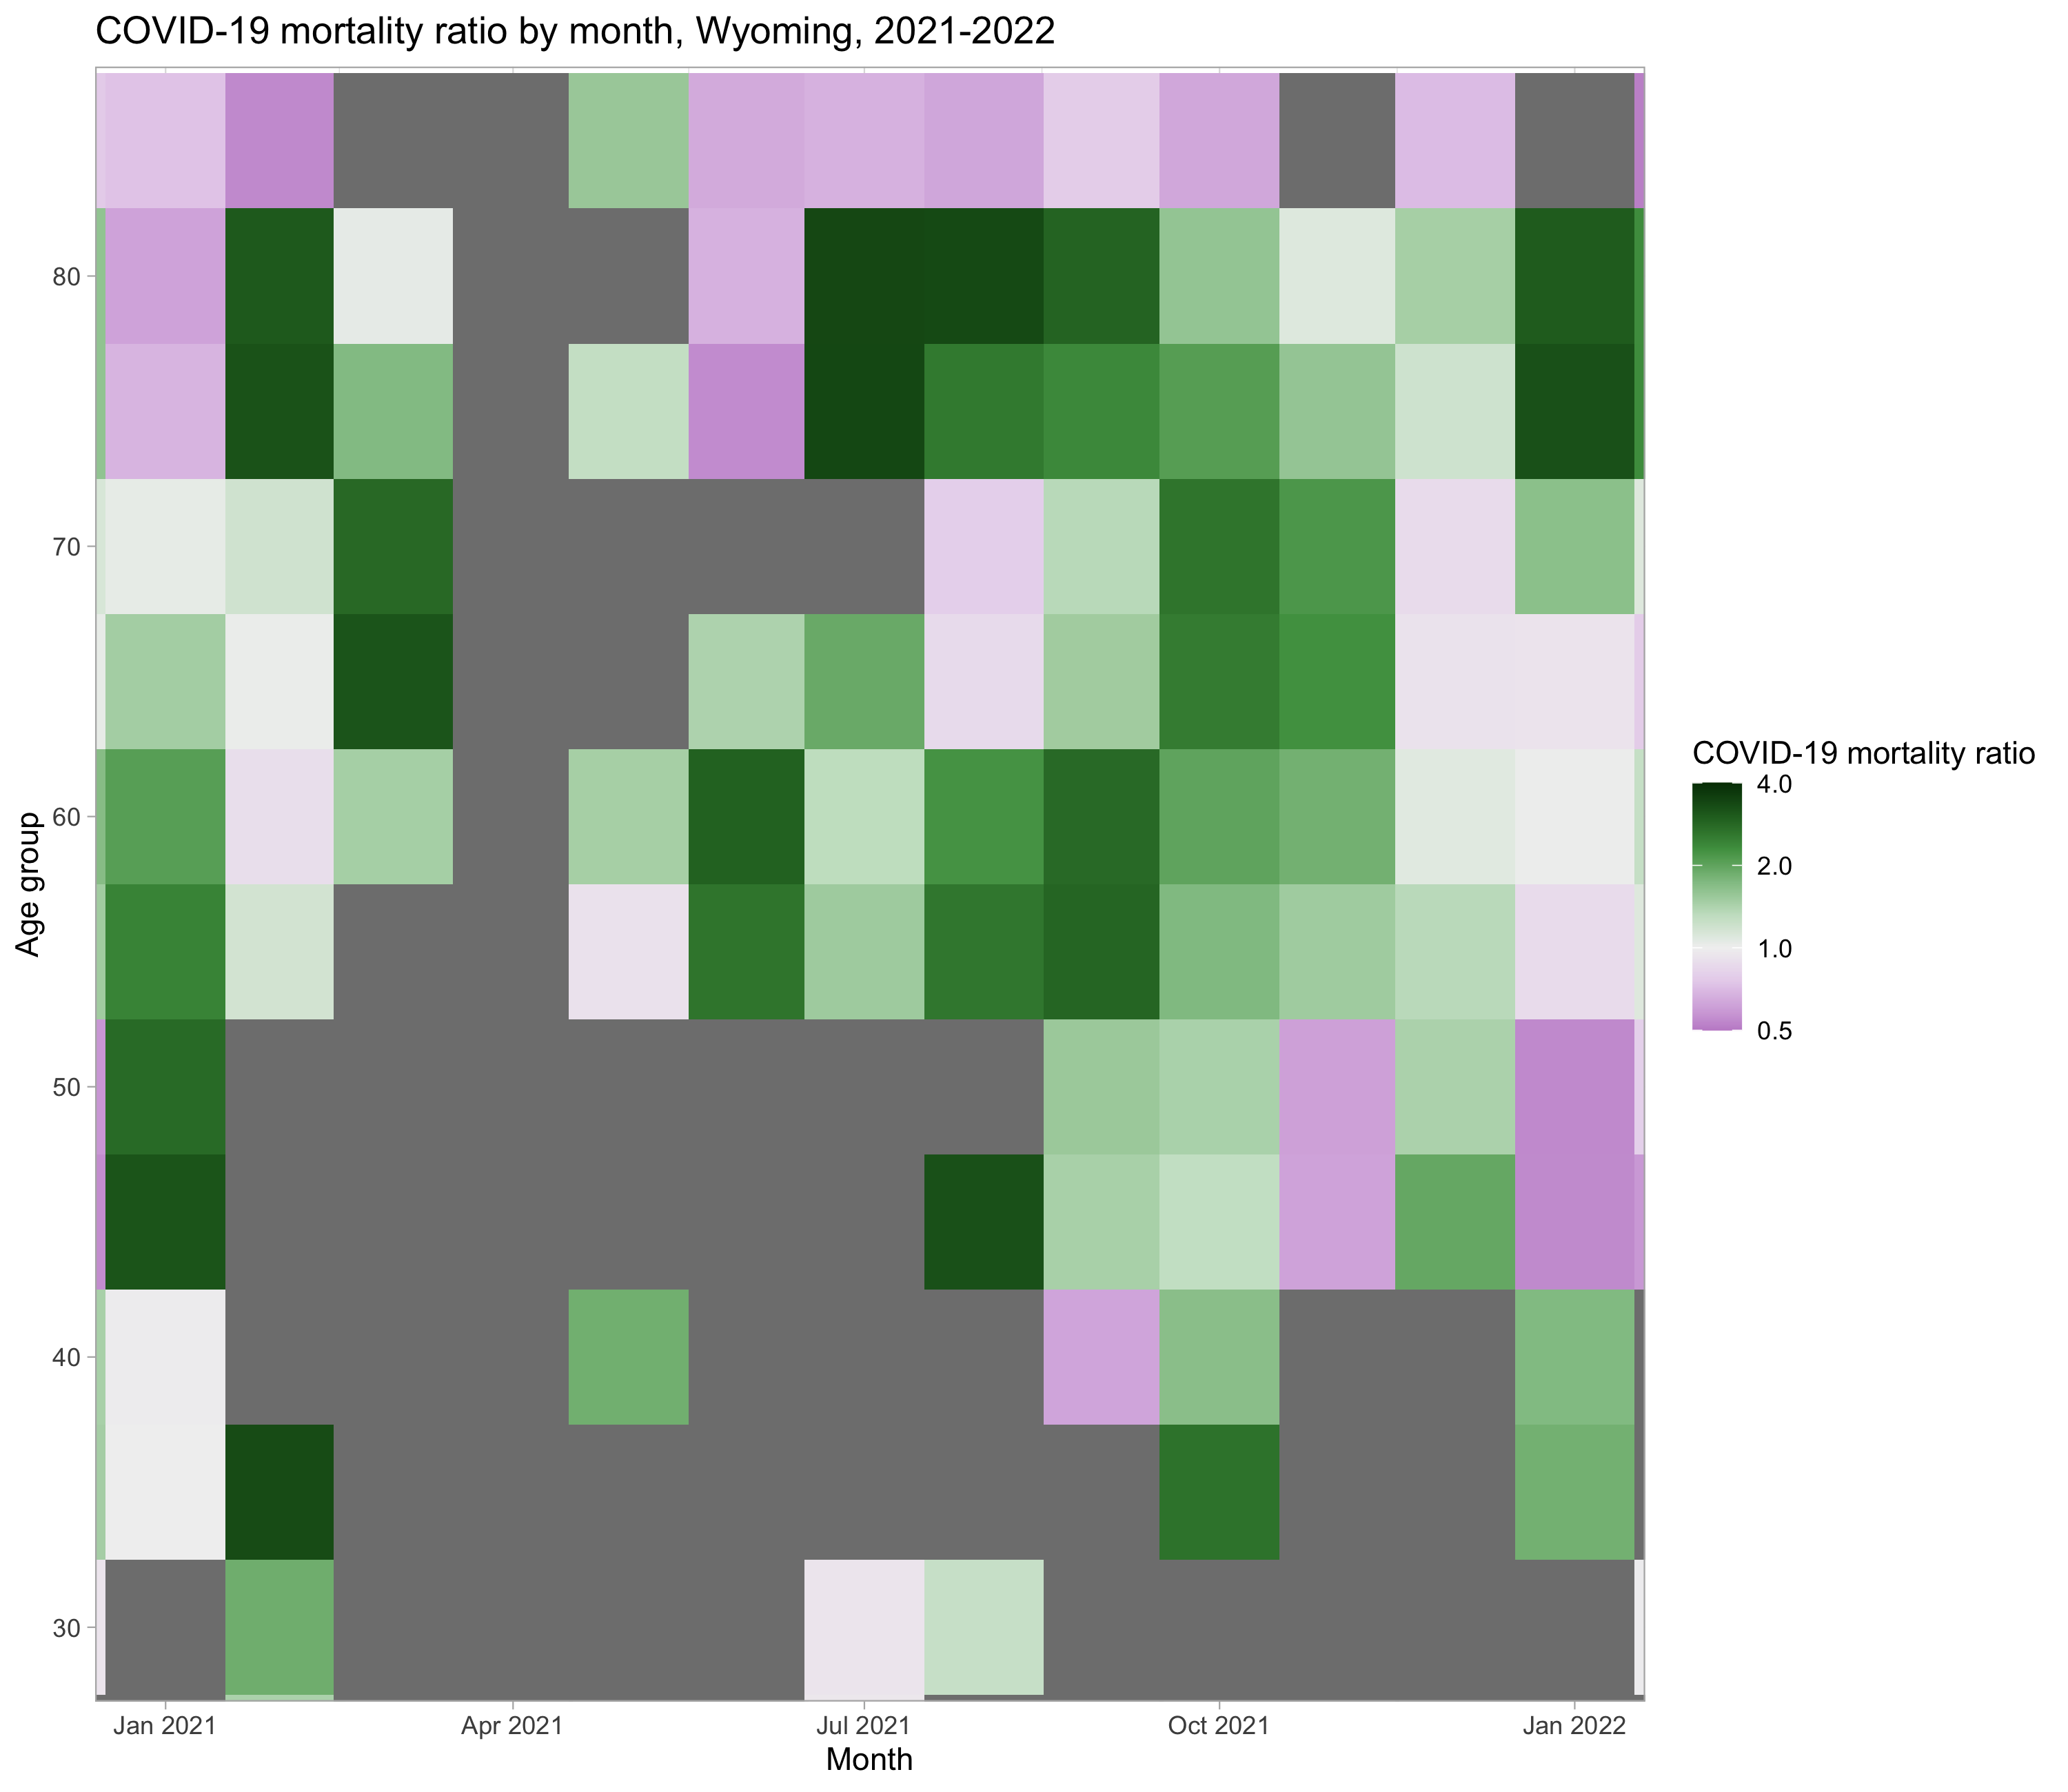 COVID-19 mortality ratio by month, Wyoming, 2021-2022
80
70
60
50
40
30
Age group
Jan 2021
Apr 2021
Jul 2021
Oct 2021
Jan 2022
Month
COVID-19 mortality ratio
4.0
2.0
1.0
0.5